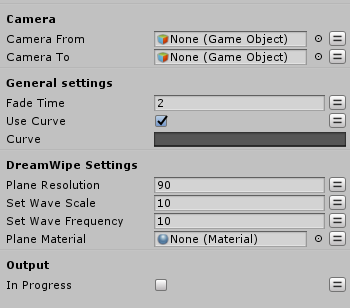 Camera
Camera From None (Game Object)
Camera To None (Game Object)
General settings
Fade Time 2
Use Curve
Curve
DreamWipe Settings
Plane Resolution 90
Set Wave Scale 10
Set Wave Frequency 10
Plane Material None (Material)
Output
In Progress